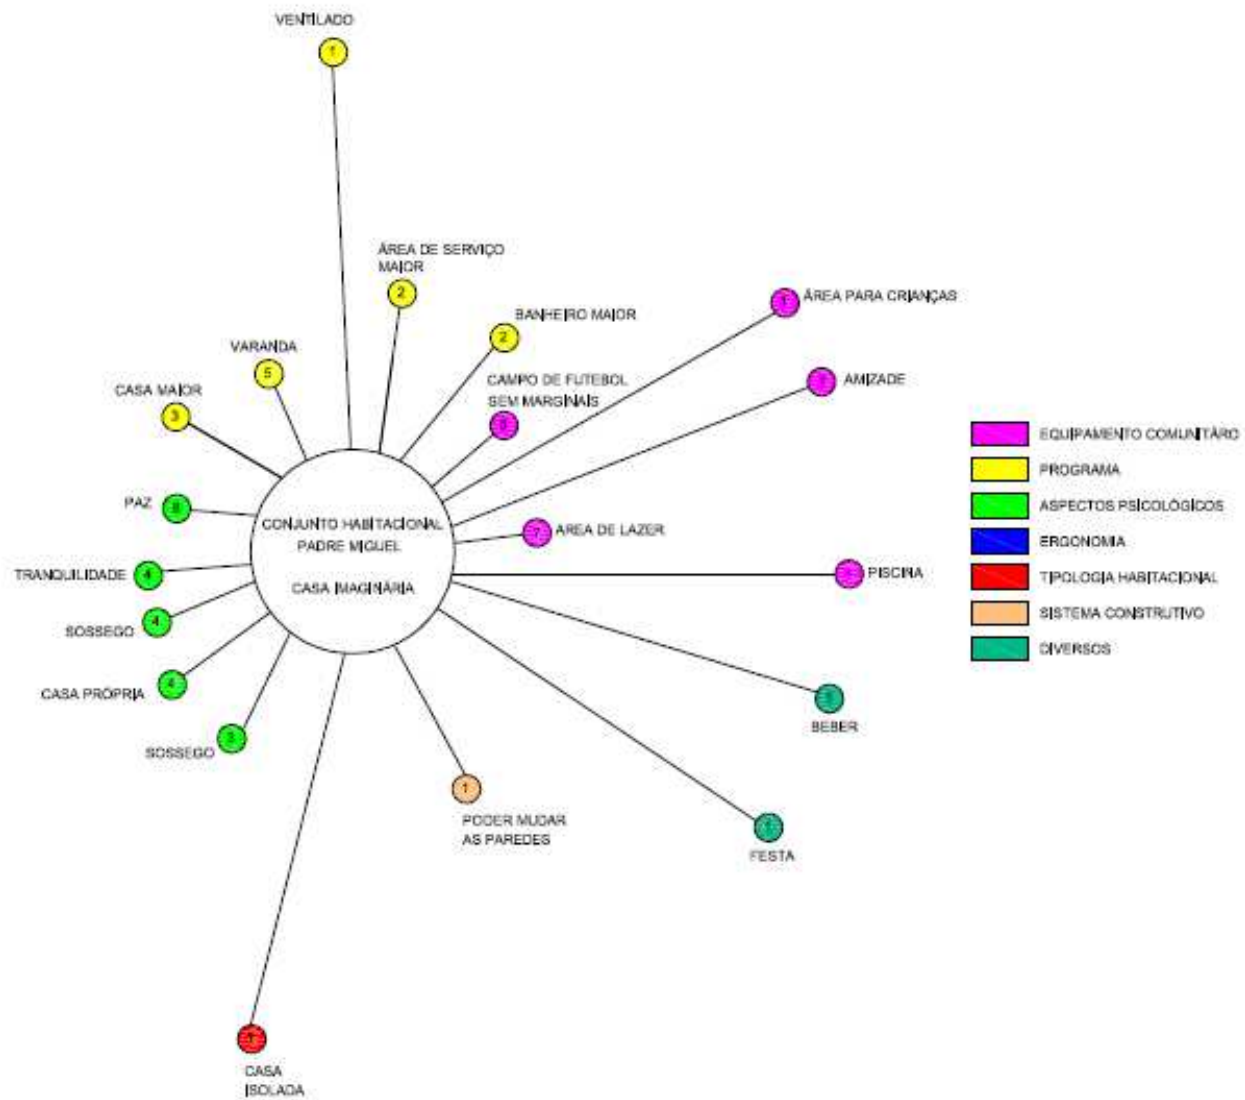 VENTILADO
1
ÁREA DE SERVIÇO
MAIOR
2
BANHEIRO MAIOR
2
ÁREA PARA CRIANÇAS
VARANDA
5
CASA MAIOR
3
CAMPO DE FUTEBOL
SEM MARGINAIS
AMIZADE
PAZ
TRANQUILIDADE
4
SOSSEGO
4
CASA PRÓPRIA
4
SOSSEGO
3
CONJUNTO HABITACIONAL
PADRE MIGUEL
CASA IMAGINÁRIA
AREA DE LAZER
7
PISCINA
BEBER
FESTA
1
PODER MUDAR
AS PAREDES
CASA
ISOLADA
EQUIPAMENTO COMUNITÁRO
PROGRAMA
ASPECTOS PSICOLÓGICOS
ERGONOMIA
TIPOLOGIA HABITACIONAL
SISTEMA CONSTRUTIVO
DIVERSOS